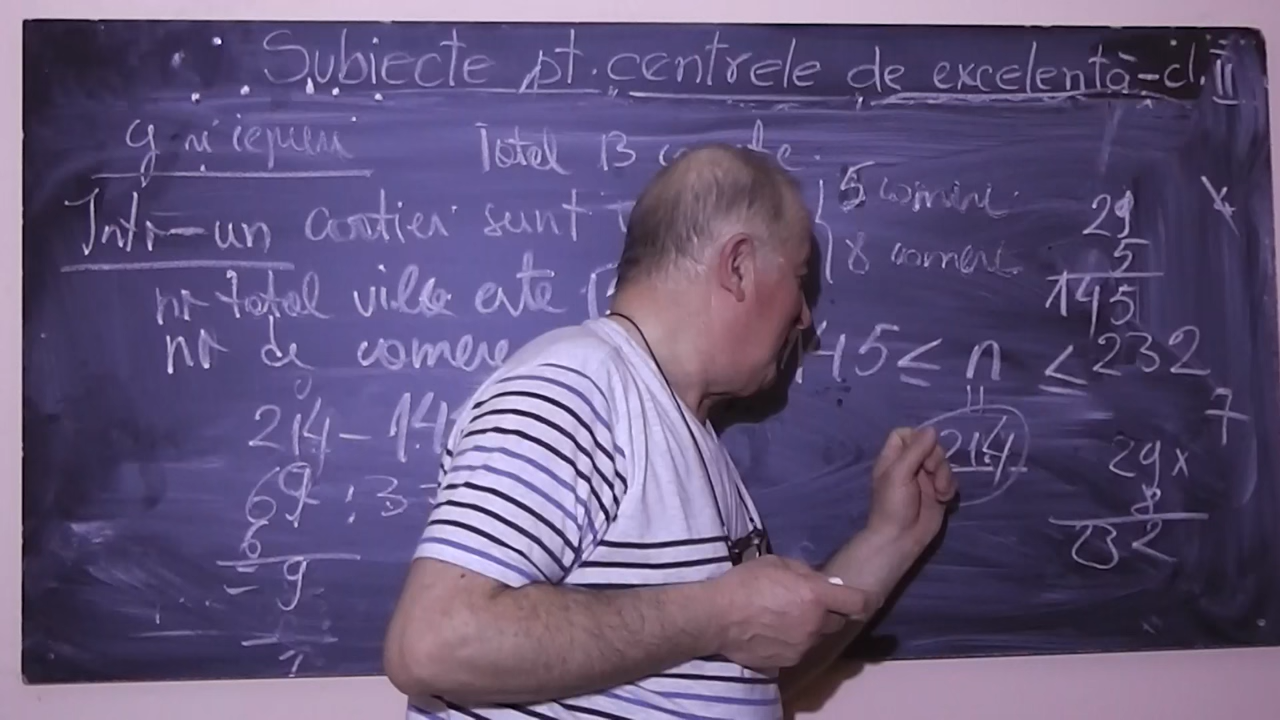 Subiecte pt. centrele de excelentă-cl. II
Total 13
Într-un cartier sunt
5 camere
8 camere
nr total vile este
nr de camere
145 ≤ n ≤ 232
214 -
214
69 : 3
6
= 9
29
5
145
7
29 x
8
232